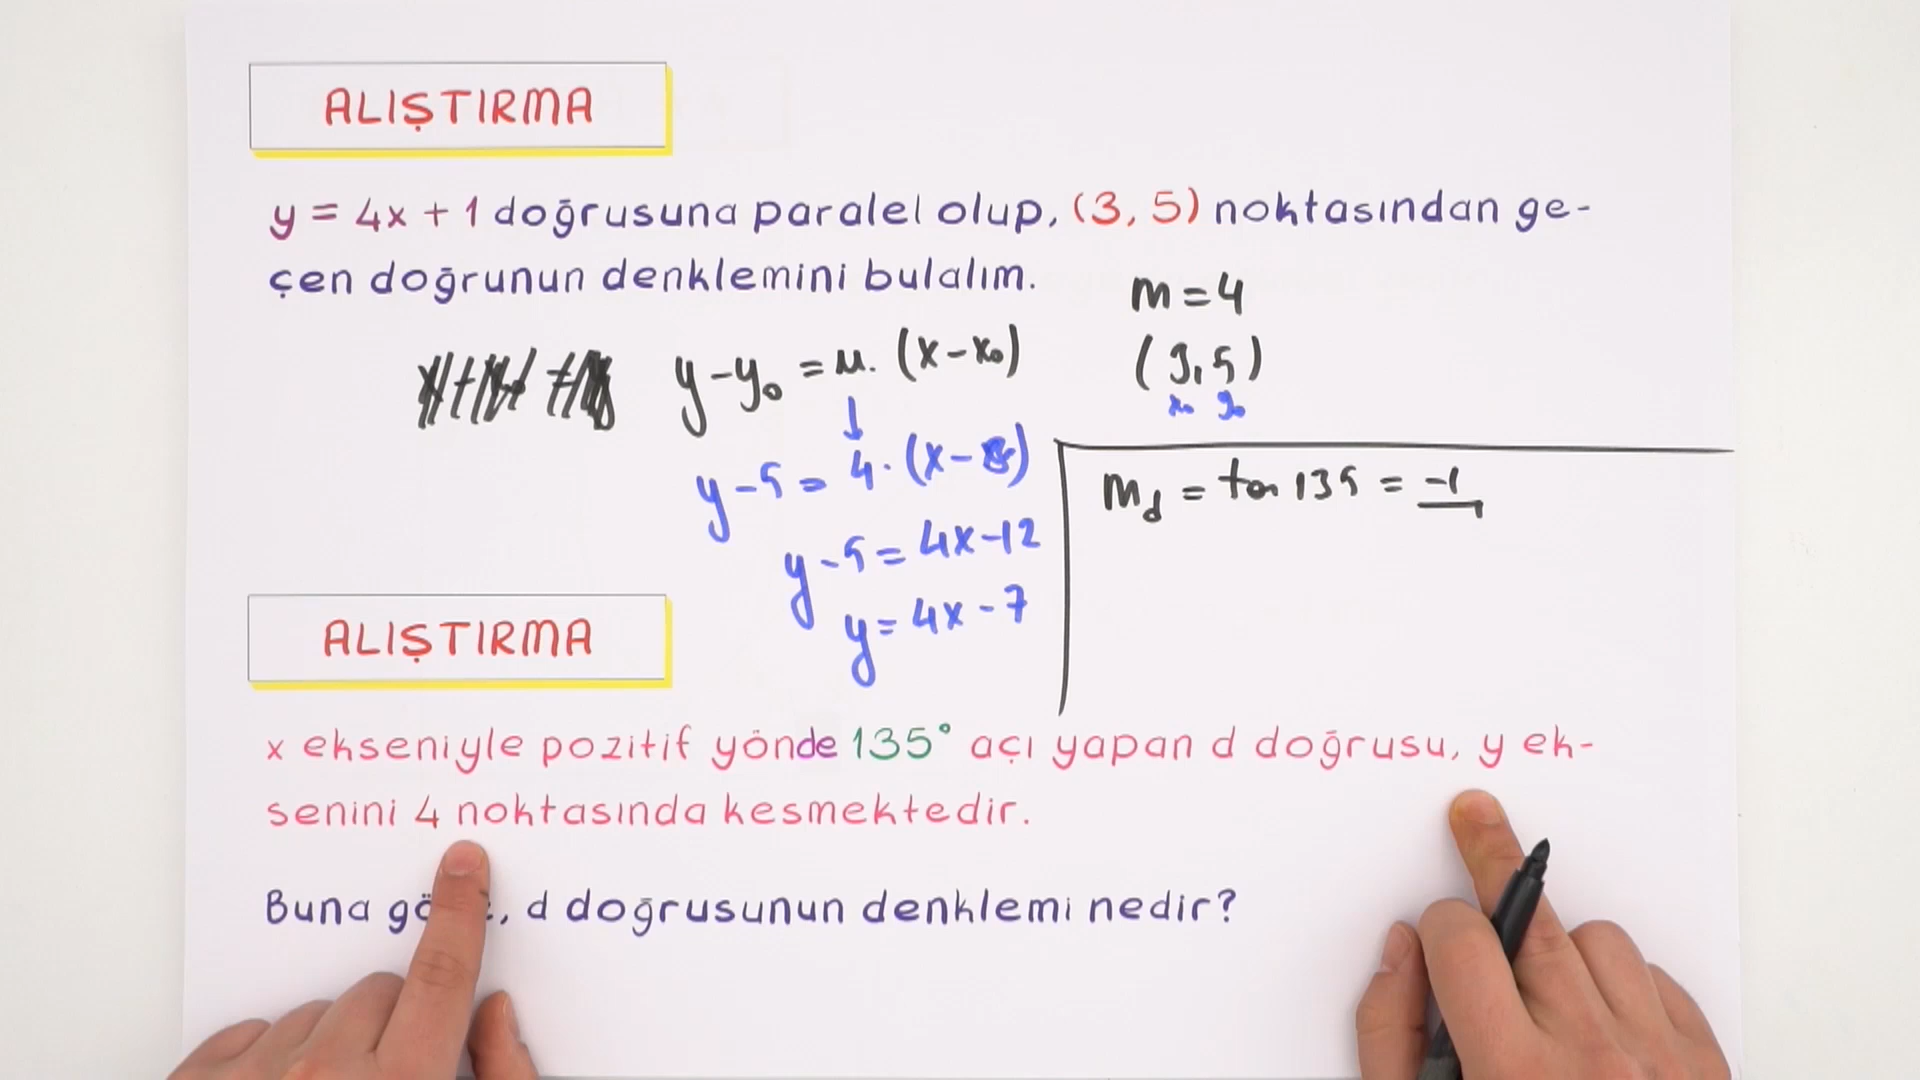 ALIŞTIRMA
y = 4x + 1 doğrusuna paralel olup, (3, 5) noktasından ge-
çen doğrunun denklemini bulalım.
m = 4
y - y₀ = m. (x - x₀)
(3, 5)
x₀ y₀
y - 5 = 4 . (x - 3)
y - 5 = 4x - 12
y = 4x - 7
m_d = tan 135 = -1
ALIŞTIRMA
x ekseniyle pozitif yönde 135° açı yapan d doğrusu, y ek-
senini 4 noktasında kesmektedir.
Buna , d doğrusunun denklemi nedir?